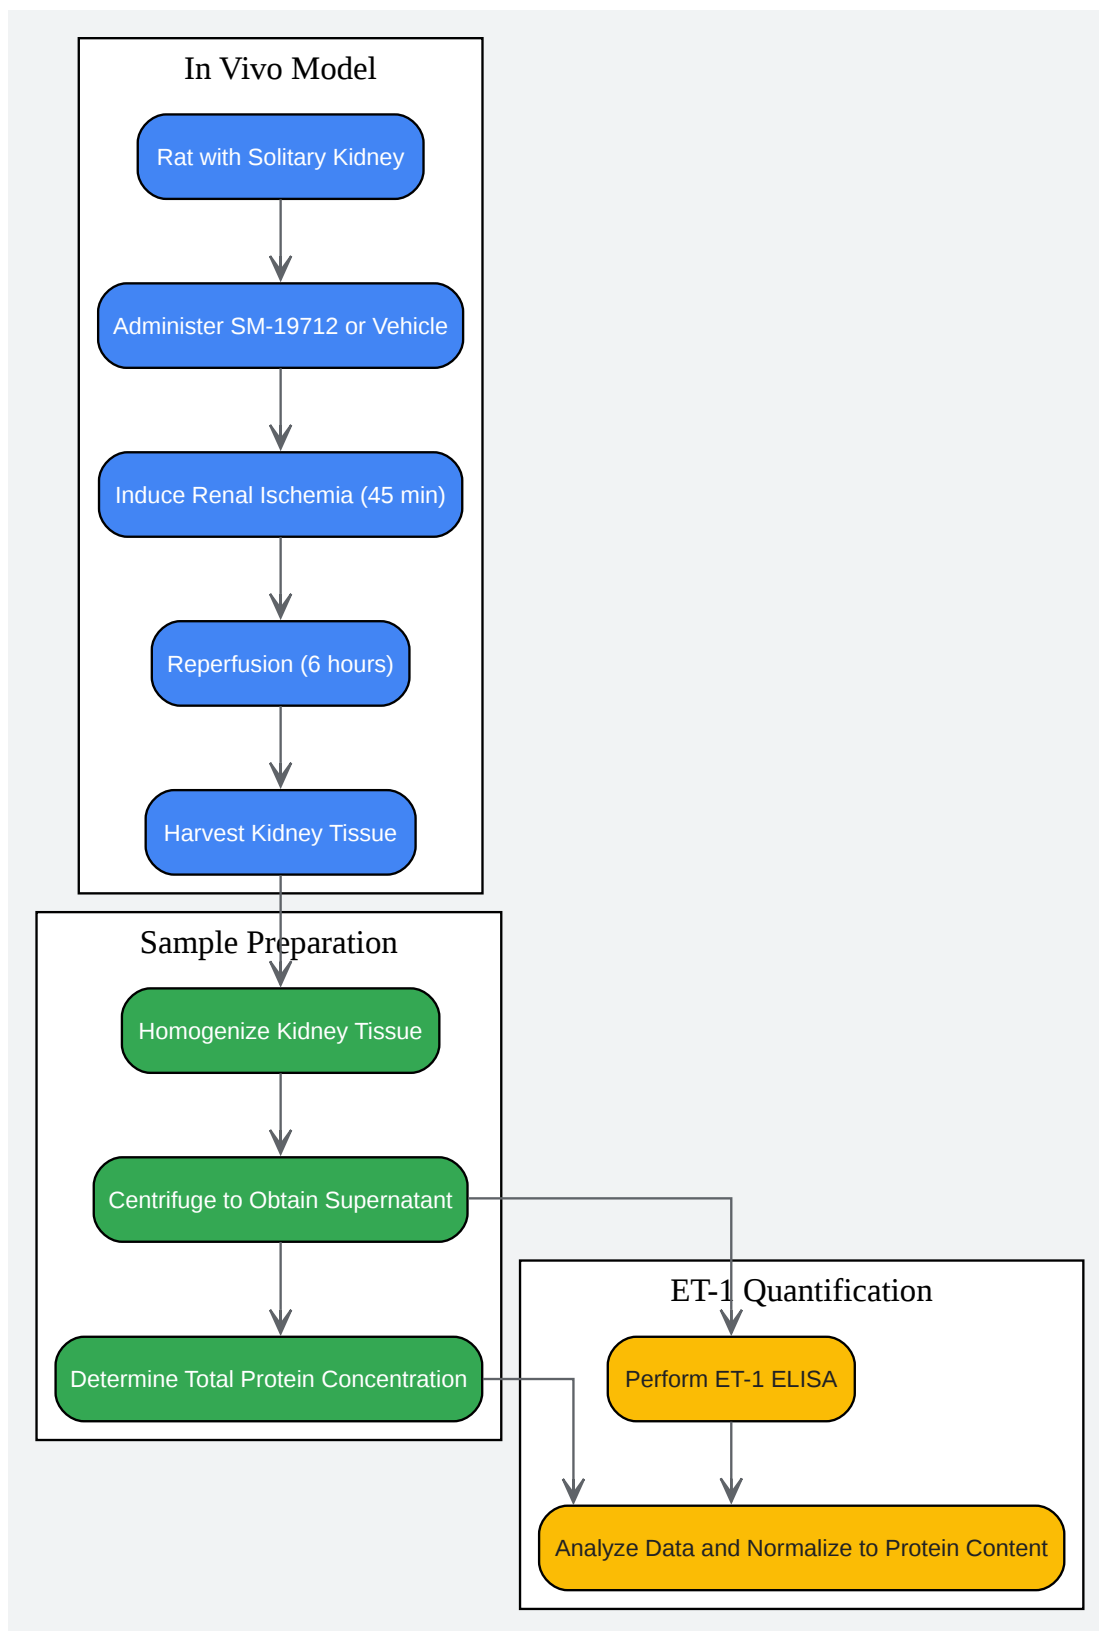 In Vivo Model
Rat with Solitary Kidney
Administer SM-19712 or Vehicle
Induce Renal Ischemia (45 min)
Reperfusion (6 hours)
Harvest Kidney Tissue
Sample Preparation
Homogenize Kidney Tissue
Centrifuge to Obtain Supernatant
Determine Total Protein Concentration
ET-1 Quantification
Perform ET-1 ELISA
Analyze Data and Normalize to Protein Content